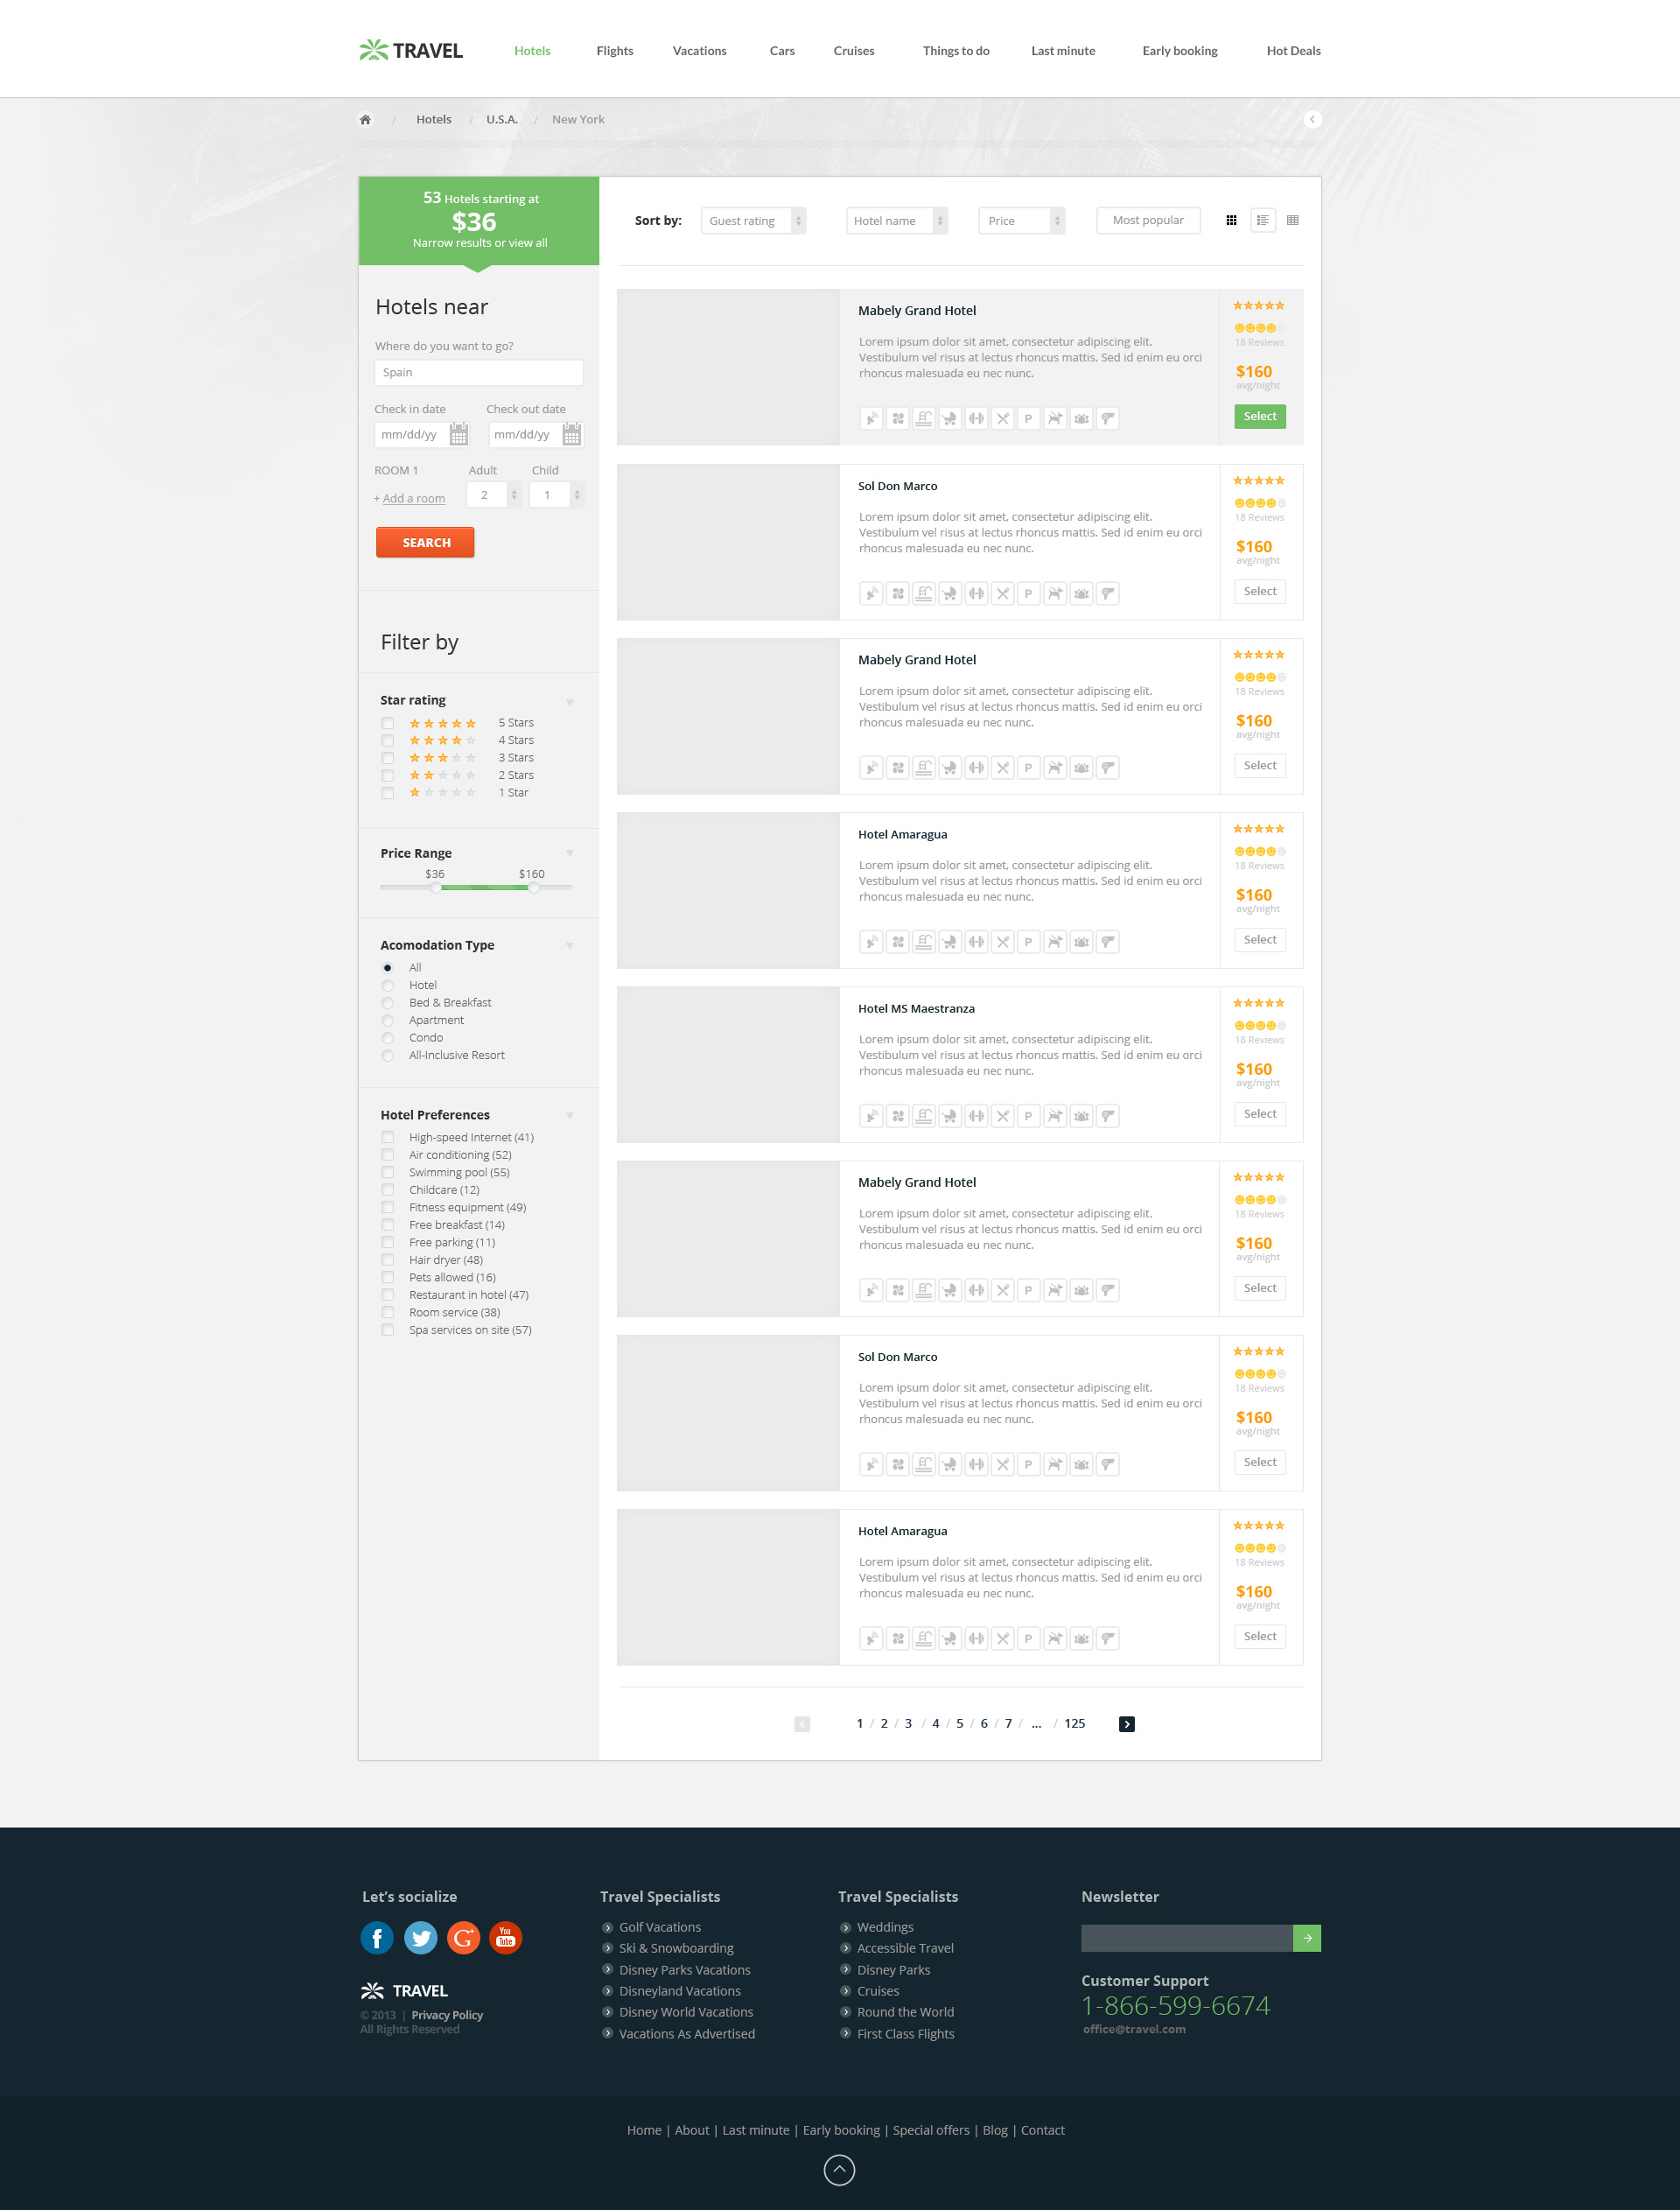 TRAVEL
Hotels Flights Vacations Cars Cruises Things to do Last minute Early booking Hot Deals
/ Hotels / U.S.A. / New York
53 Hotels starting at
$36
Narrow results or view all
Hotels near
Where do you want to go?
Spain
Check in date Check out date
mm/dd/yy mm/dd/yy
ROOM 1 Adult Child
+ Add a room 2 1
SEARCH
Filter by
Star rating
5 Stars
4 Stars
3 Stars
2 Stars
1 Star
Price Range
$36 $160
Acomodation Type
All
Hotel
Bed & Breakfast
Apartment
Condo
All-Inclusive Resort
Hotel Preferences
High-speed Internet (41)
Air conditioning (52)
Swimming pool (55)
Childcare (12)
Fitness equipment (49)
Free breakfast (14)
Free parking (11)
Hair dryer (48)
Pets allowed (16)
Restaurant in hotel (47)
Room service (38)
Spa services on site (57)
Sort by: Guest rating Hotel name Price Most popular
Mabely Grand Hotel
Lorem ipsum dolor sit amet, consectetur adipiscing elit.
Vestibulum vel risus at lectus rhoncus mattis. Sed id enim eu orci
rhoncus malesuada eu nec nunc.
P
18 Reviews
$160
avg/night
Select
Sol Don Marco
Lorem ipsum dolor sit amet, consectetur adipiscing elit.
Vestibulum vel risus at lectus rhoncus mattis. Sed id enim eu orci
rhoncus malesuada eu nec nunc.
P
18 Reviews
$160
avg/night
Select
Mabely Grand Hotel
Lorem ipsum dolor sit amet, consectetur adipiscing elit.
Vestibulum vel risus at lectus rhoncus mattis. Sed id enim eu orci
rhoncus malesuada eu nec nunc.
P
18 Reviews
$160
avg/night
Select
Hotel Amaragua
Lorem ipsum dolor sit amet, consectetur adipiscing elit.
Vestibulum vel risus at lectus rhoncus mattis. Sed id enim eu orci
rhoncus malesuada eu nec nunc.
P
18 Reviews
$160
avg/night
Select
Hotel MS Maestranza
Lorem ipsum dolor sit amet, consectetur adipiscing elit.
Vestibulum vel risus at lectus rhoncus mattis. Sed id enim eu orci
rhoncus malesuada eu nec nunc.
P
18 Reviews
$160
avg/night
Select
Mabely Grand Hotel
Lorem ipsum dolor sit amet, consectetur adipiscing elit.
Vestibulum vel risus at lectus rhoncus mattis. Sed id enim eu orci
rhoncus malesuada eu nec nunc.
P
18 Reviews
$160
avg/night
Select
Sol Don Marco
Lorem ipsum dolor sit amet, consectetur adipiscing elit.
Vestibulum vel risus at lectus rhoncus mattis. Sed id enim eu orci
rhoncus malesuada eu nec nunc.
P
18 Reviews
$160
avg/night
Select
Hotel Amaragua
Lorem ipsum dolor sit amet, consectetur adipiscing elit.
Vestibulum vel risus at lectus rhoncus mattis. Sed id enim eu orci
rhoncus malesuada eu nec nunc.
P
18 Reviews
$160
avg/night
Select
1 / 2 / 3 / 4 / 5 / 6 / 7 / ... / 125
Let's socialize
f G+ You Tube
TRAVEL
© 2013 | Privacy Policy
All Rights Reserved
Travel Specialists
Golf Vacations
Ski & Snowboarding
Disney Parks Vacations
Disneyland Vacations
Disney World Vacations
Vacations As Advertised
Travel Specialists
Weddings
Accessible Travel
Disney Parks
Cruises
Round the World
First Class Flights
Newsletter
Customer Support
1-866-599-6674
office@travel.com
Home | About | Last minute | Early booking | Special offers | Blog | Contact